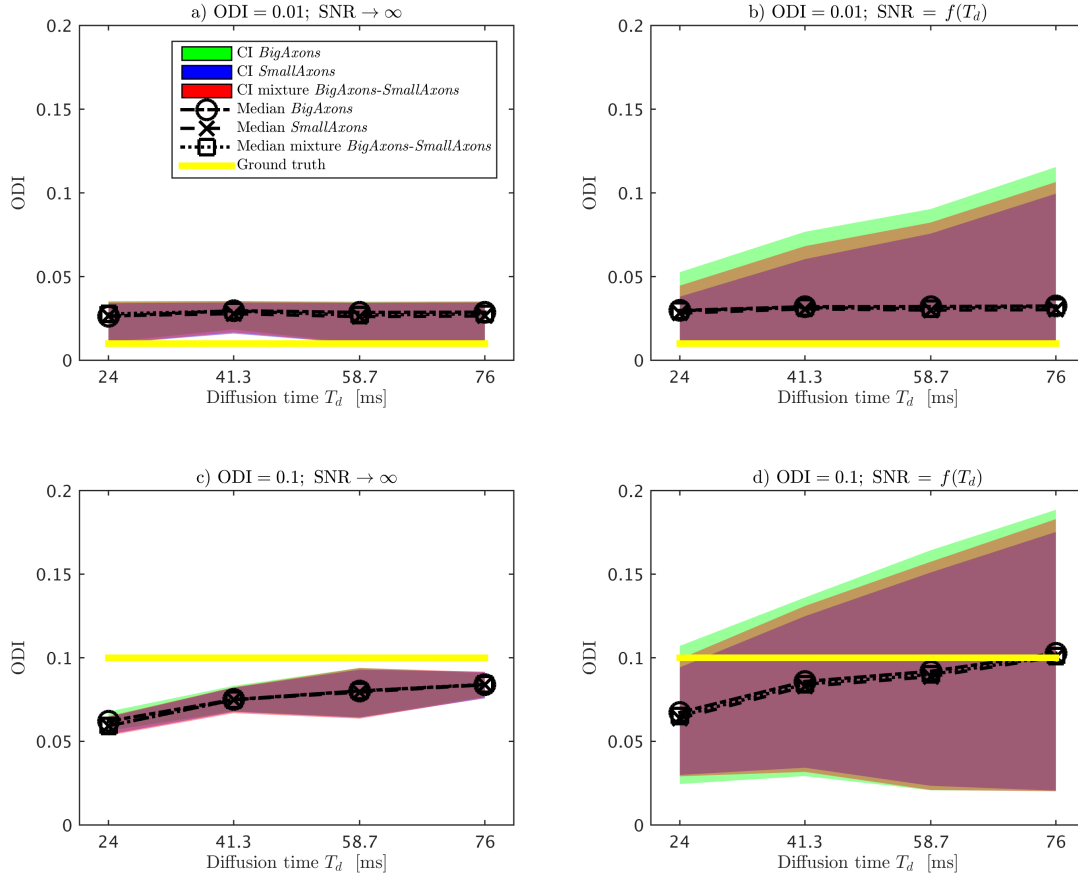 a) ODI = 0.01; SNR → ∞
0.2
0.15
0.1
0.05
0
ODI
CI BigAxons
CI SmallAxons
CI mixture BigAxons-SmallAxons
Median BigAxons
Median SmallAxons
Median mixture BigAxons-SmallAxons
Ground truth
24 41.3 58.7 76
Diffusion time T_d [ms]
b) ODI = 0.01; SNR = f(T_d)
0.2
0.15
0.1
0.05
0
ODI
24 41.3 58.7 76
Diffusion time T_d [ms]
c) ODI = 0.1; SNR → ∞
0.2
0.15
0.1
0.05
0
ODI
24 41.3 58.7 76
Diffusion time T_d [ms]
d) ODI = 0.1; SNR = f(T_d)
0.2
0.15
0.1
0.05
0
ODI
24 41.3 58.7 76
Diffusion time T_d [ms]